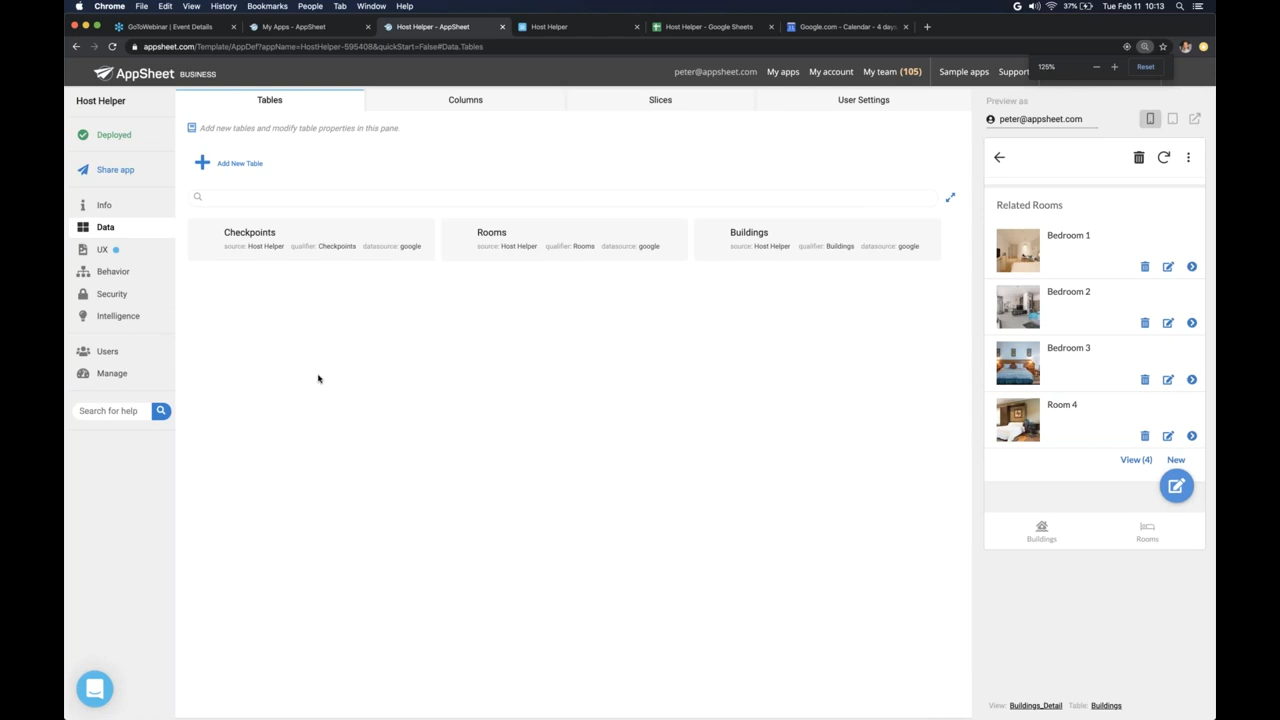 Chrome File Edit View History Bookmarks People Tab Window Help 37% Tue Feb 11 10:13
GoToWebinar | Event Details My Apps - AppSheet Host Helper - AppSheet Host Helper Host Helper - Google Sheets Google.com - Calendar - 4 days
appsheet.com/Template/AppDef?appName=HostHelper-595408&quickStart=False#Data.Tables
125% Reset
AppSheet BUSINESS peter@appsheet.com My apps My account My team (105) Sample apps Support
Host Helper
Deployed
Share app
Info
Data
UX
Behavior
Security
Intelligence
Users
Manage
Search for help
Tables Columns Slices User Settings
Add new tables and modify table properties in this pane.
Add New Table
Checkpoints
source: Host Helper qualifier: Checkpoints datasource: google
Rooms
source: Host Helper qualifier: Rooms datasource: google
Buildings
source: Host Helper qualifier: Buildings datasource: google
Preview as
peter@appsheet.com
Related Rooms
Bedroom 1
Bedroom 2
Bedroom 3
Room 4
View (4) New
Buildings Rooms
View: Buildings_Detail Table: Buildings